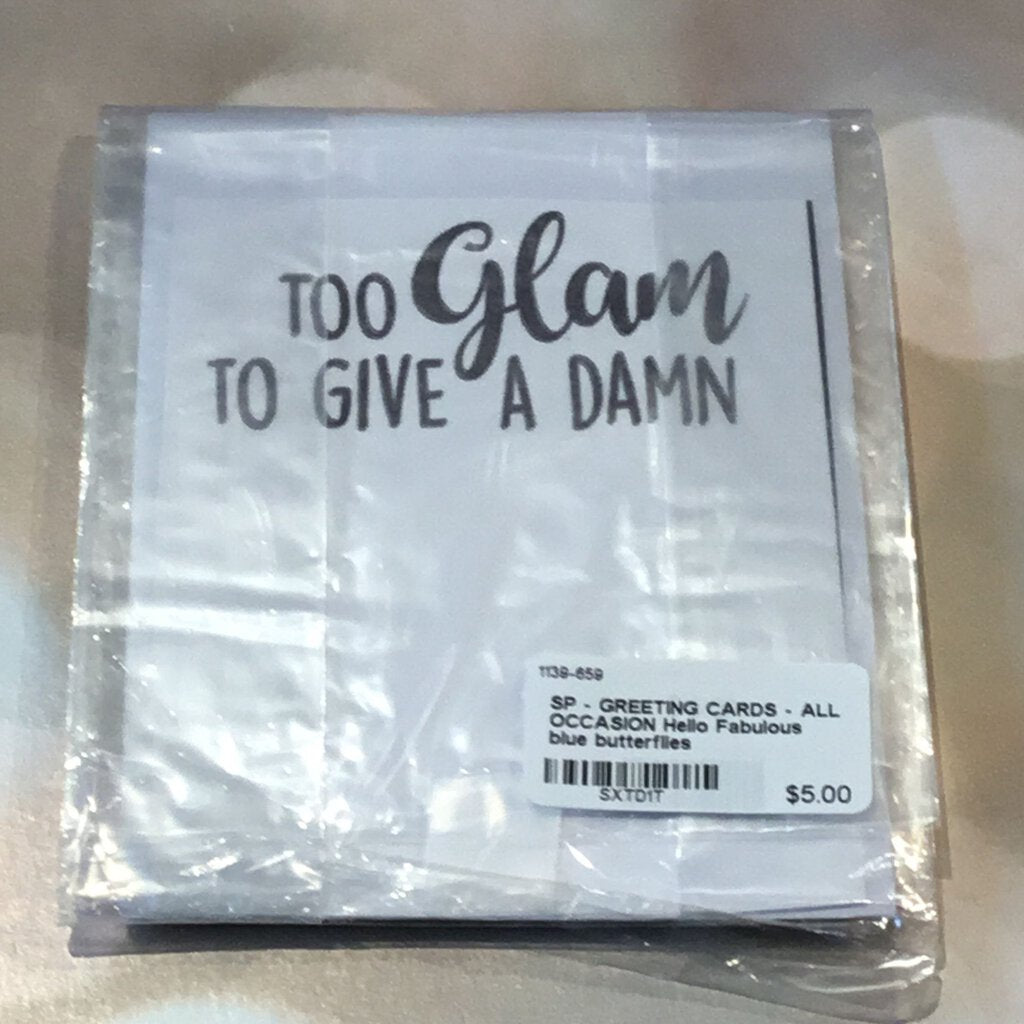 TOO Glam
TO GIVE A DAMN
1139-659
SP - GREETING CARDS - ALL
OCCASION Hello Fabulous
blue butterflies
SXTD1T
$5.00